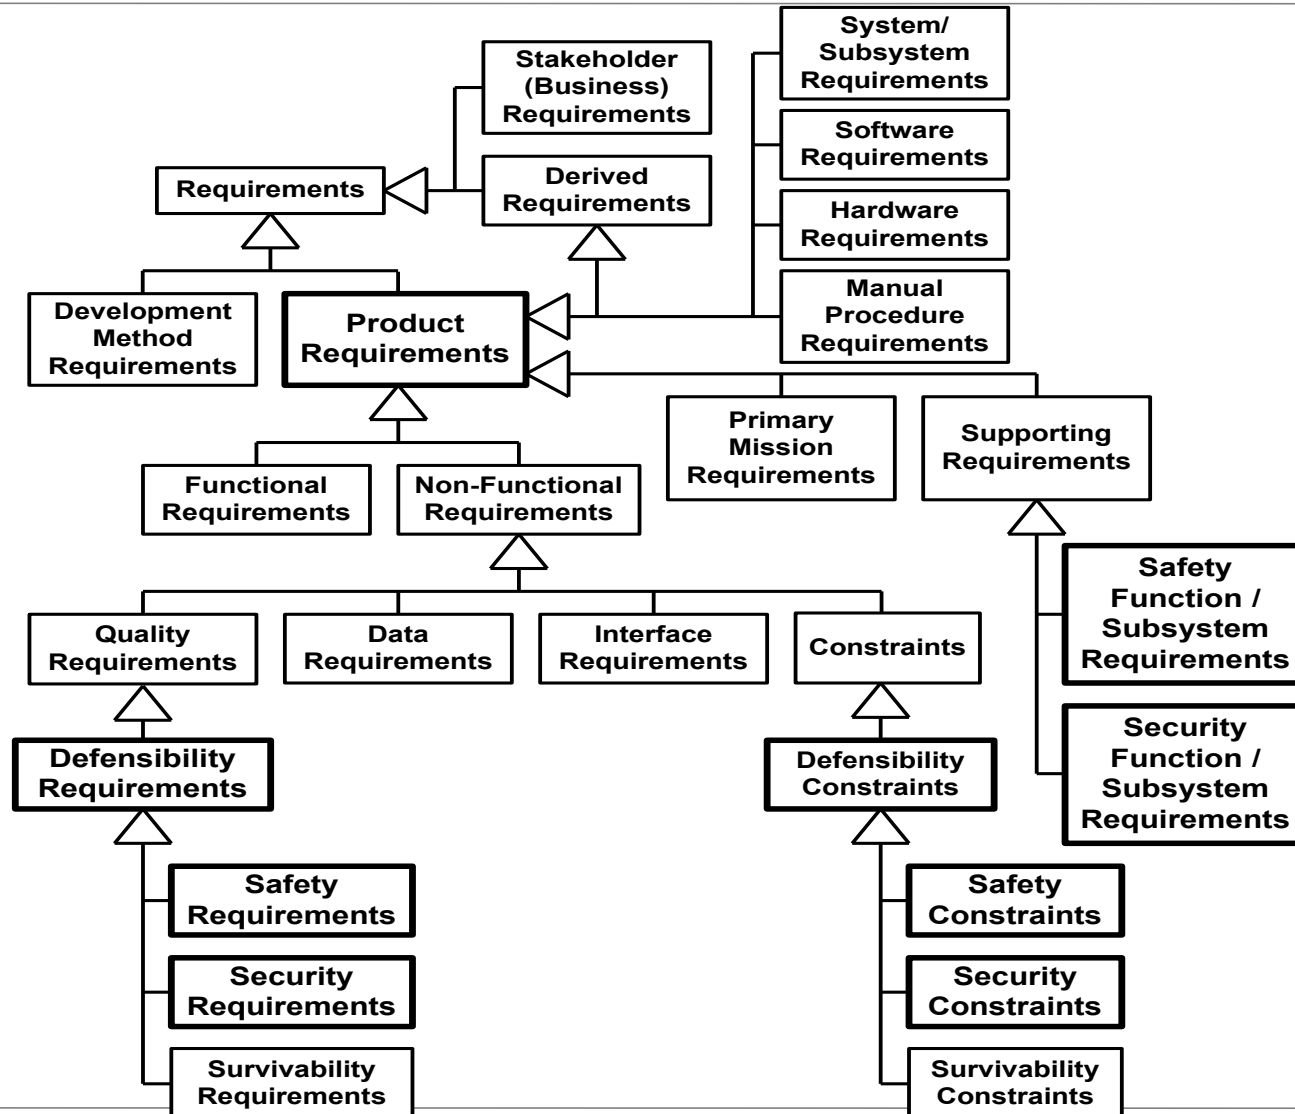 System/
Subsystem
Requirements
Stakeholder
(Business)
Requirements
Software
Requirements
Requirements
Derived
Requirements
Hardware
Requirements
Development
Method
Requirements
Product
Requirements
Manual
Procedure
Requirements
Primary
Mission
Requirements
Supporting
Requirements
Functional
Requirements
Non-Functional
Requirements
Safety
Function /
Subsystem
Requirements
Quality
Requirements
Data
Requirements
Interface
Requirements
Constraints
Security
Function /
Subsystem
Requirements
Defensibility
Requirements
Defensibility
Constraints
Safety
Requirements
Safety
Constraints
Security
Requirements
Security
Constraints
Survivability
Requirements
Survivability
Constraints